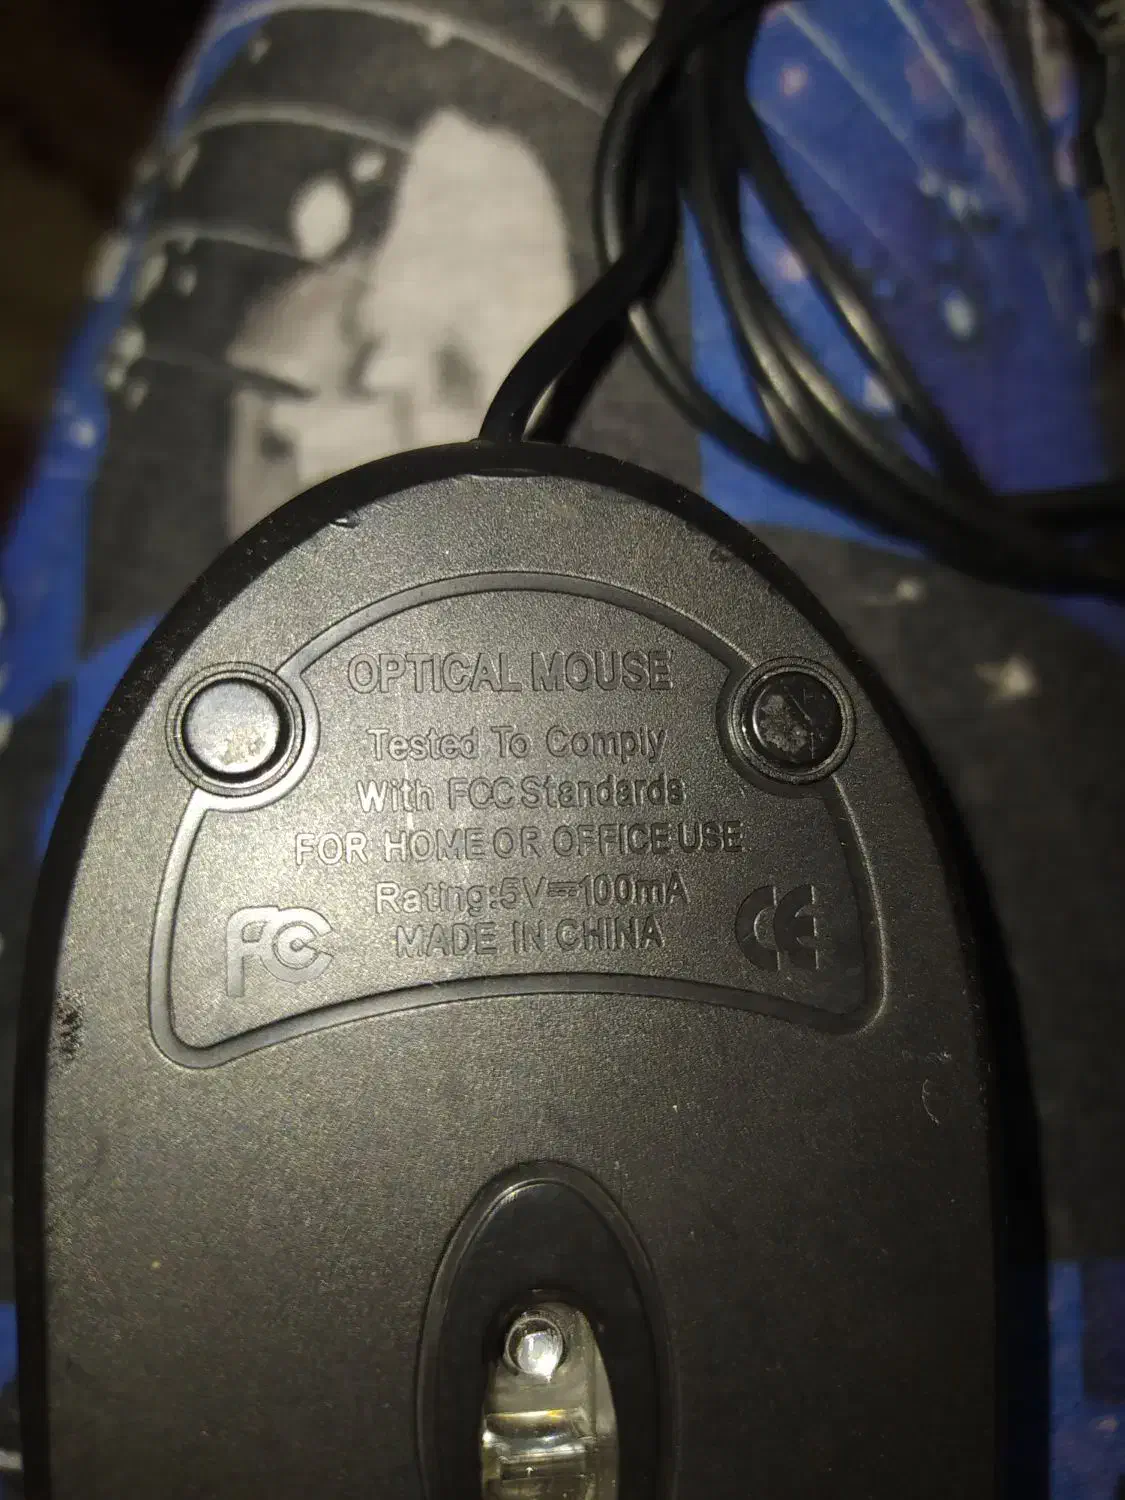 OPTICAL MOUSE
Tested To Comply
With FCC Standards
FOR HOME OR OFFICE USE
Rating:5V⎓100mA
MADE IN CHINA
FC
CE